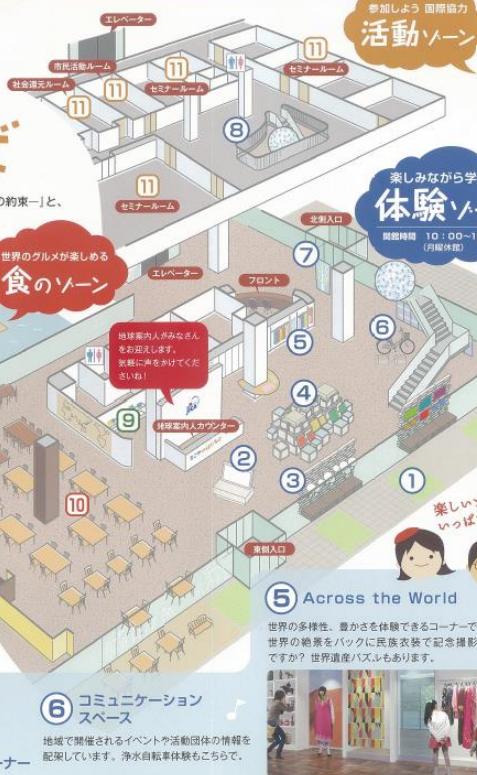 参加しよう 国際協力
活動ゾーン
エレベーター
市民活動ルーム
社会還元ルーム
11
11
11
セミナールーム
11
11
セミナールーム
8
11
セミナールーム
の約束―」と、
楽しみながら学
体験ゾ
開館時間 10:00~1
(月曜休館)
世界のグルメが楽しめる
食のゾーン
北側入口
7
エレベーター
フロント
地球案内人がみなさん
をお迎えします。
気軽に声をかけてくだ
さいね!
5
6
4
9
地球案内人カウンター
2
3
1
10
東側入口
楽しい
いっぱ
5 Across the World
世界の多様性、豊かさを体験できるコーナーで
世界の絶景をバックに民族衣装で記念撮影
ですか? 世界遺産パズルもあります。
6 コミュニケーション
スペース
地域で開催されるイベントや活動団体の情報を
配架しています。浄水自転車体験もこちらで。
ーナー